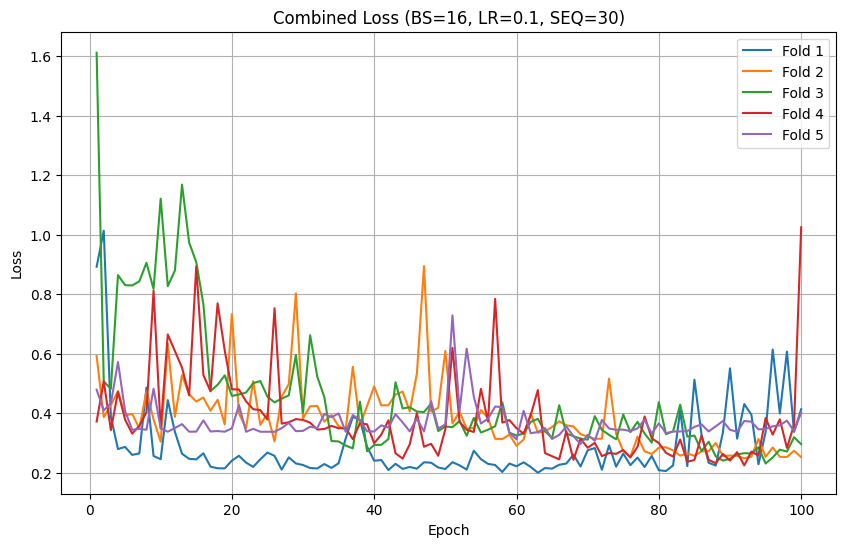 Combined Loss (BS=16, LR=0.1, SEQ=30)
Fold 1
Fold 2
Fold 3
Fold 4
Fold 5
Loss
1.6
1.4
1.2
1.0
0.8
0.6
0.4
0.2
0 20 40 60 80 100
Epoch